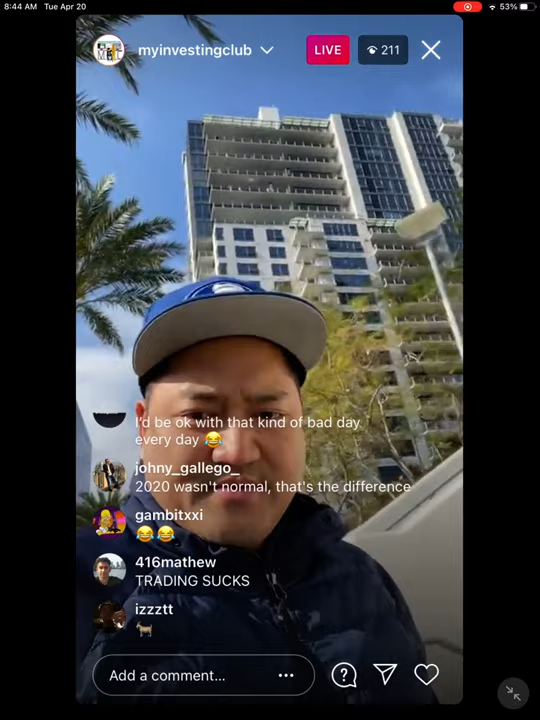 8:44 AM Tue Apr 20
53%
myinvestingclub
LIVE
211
I'd be ok with that kind of bad day
every day 😂
johny_gallego_
2020 wasn't normal, that's the difference
gambitxxi
😂😂
416mathew
TRADING SUCKS
izzztt
🐐
Add a comment...